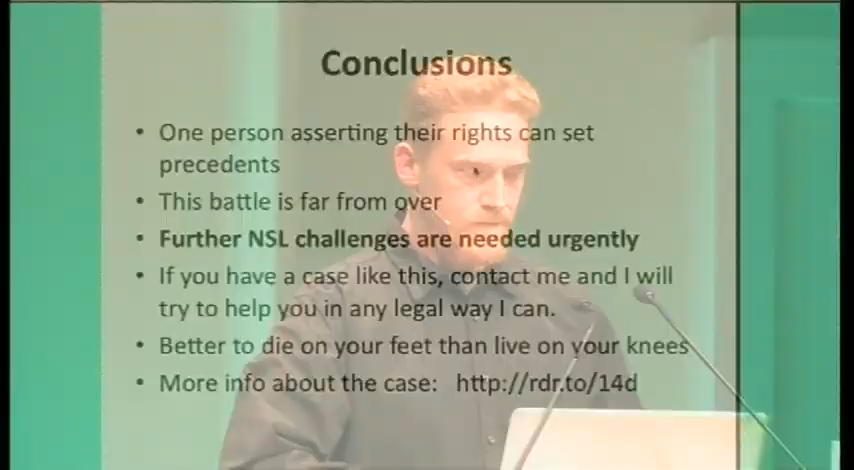 Conclusions
• One person asserting their rights can set
precedents
• This battle is far from over
• Further NSL challenges are needed urgently
• If you have a case like this, contact me and I will
try to help you in any legal way I can.
• Better to die on your feet than live on your knees
• More info about the case: http://rdr.to/14d